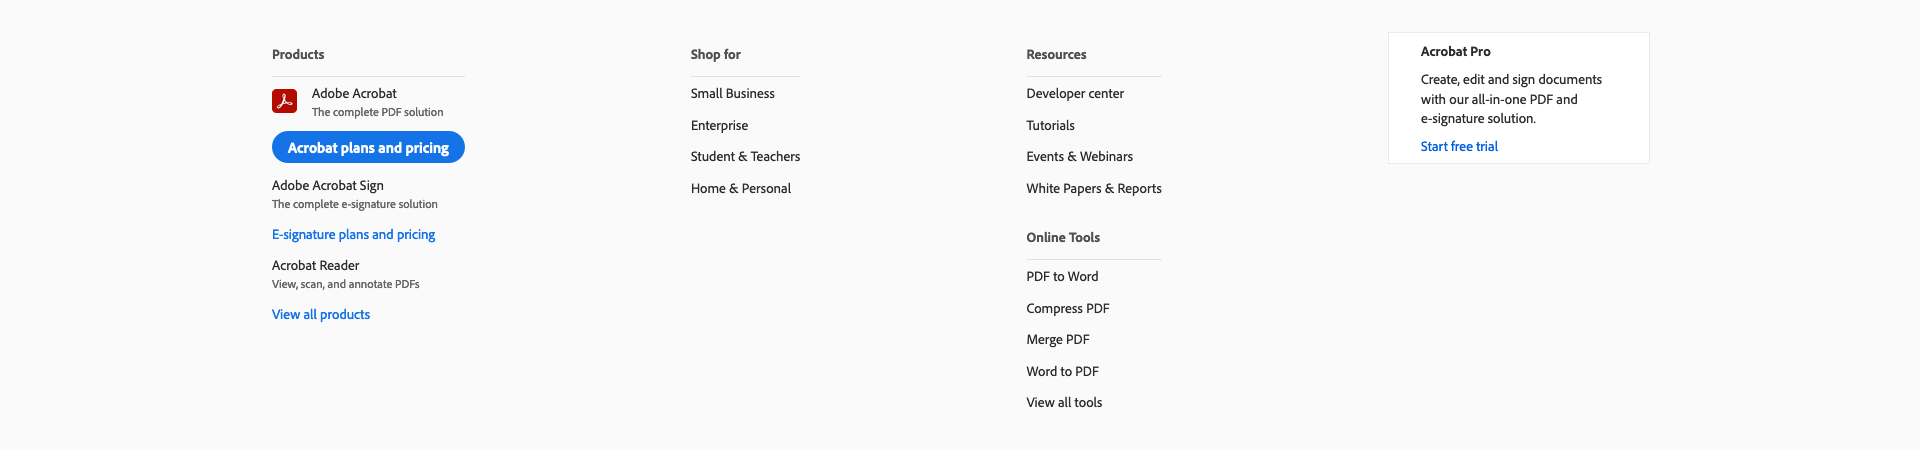 Products
Adobe Acrobat
The complete PDF solution
Acrobat plans and pricing
Adobe Acrobat Sign
The complete e-signature solution
E-signature plans and pricing
Acrobat Reader
View, scan, and annotate PDFs
View all products
Shop for
Small Business
Enterprise
Student & Teachers
Home & Personal
Resources
Developer center
Tutorials
Events & Webinars
White Papers & Reports
Online Tools
PDF to Word
Compress PDF
Merge PDF
Word to PDF
View all tools
Acrobat Pro
Create, edit and sign documents
with our all-in-one PDF and
e-signature solution.
Start free trial